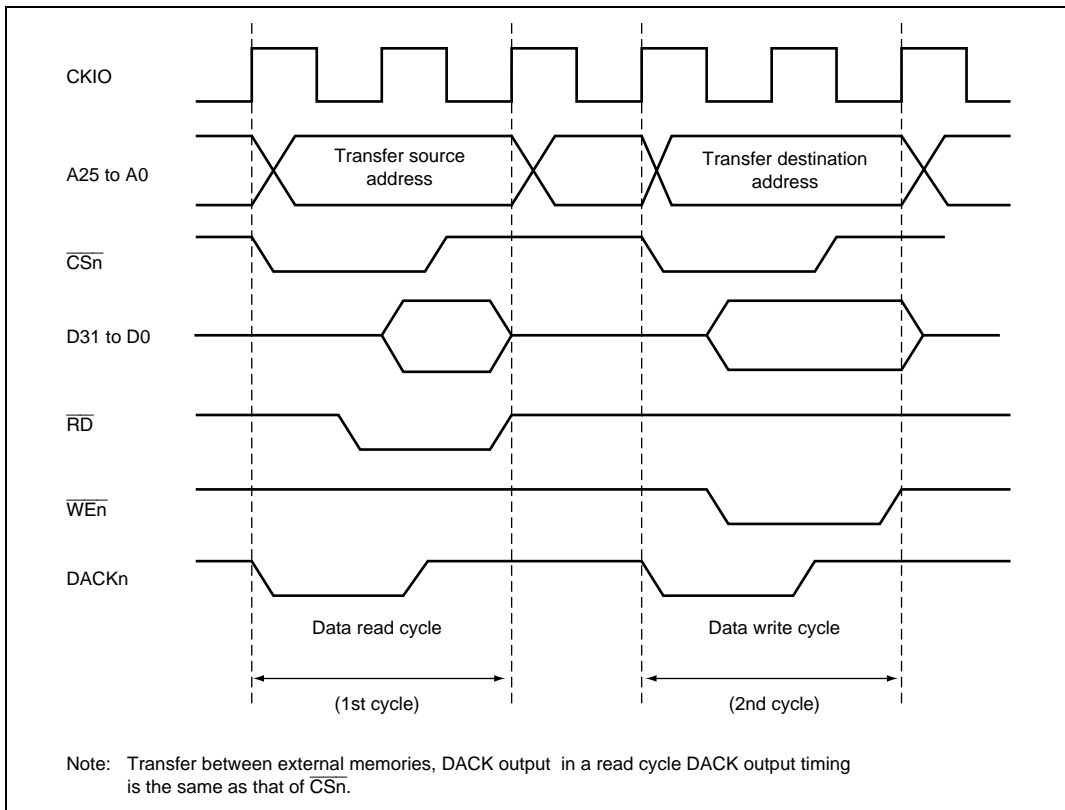 CKIO
Transfer source
address
Transfer destination
address
A25 to A0
CSn
D31 to D0
RD
WEn
DACKn
Data read cycle
Data write cycle
(1st cycle)
(2nd cycle)
Note: Transfer between external memories, DACK output in a read cycle DACK output timing
is the same as that of CSn.